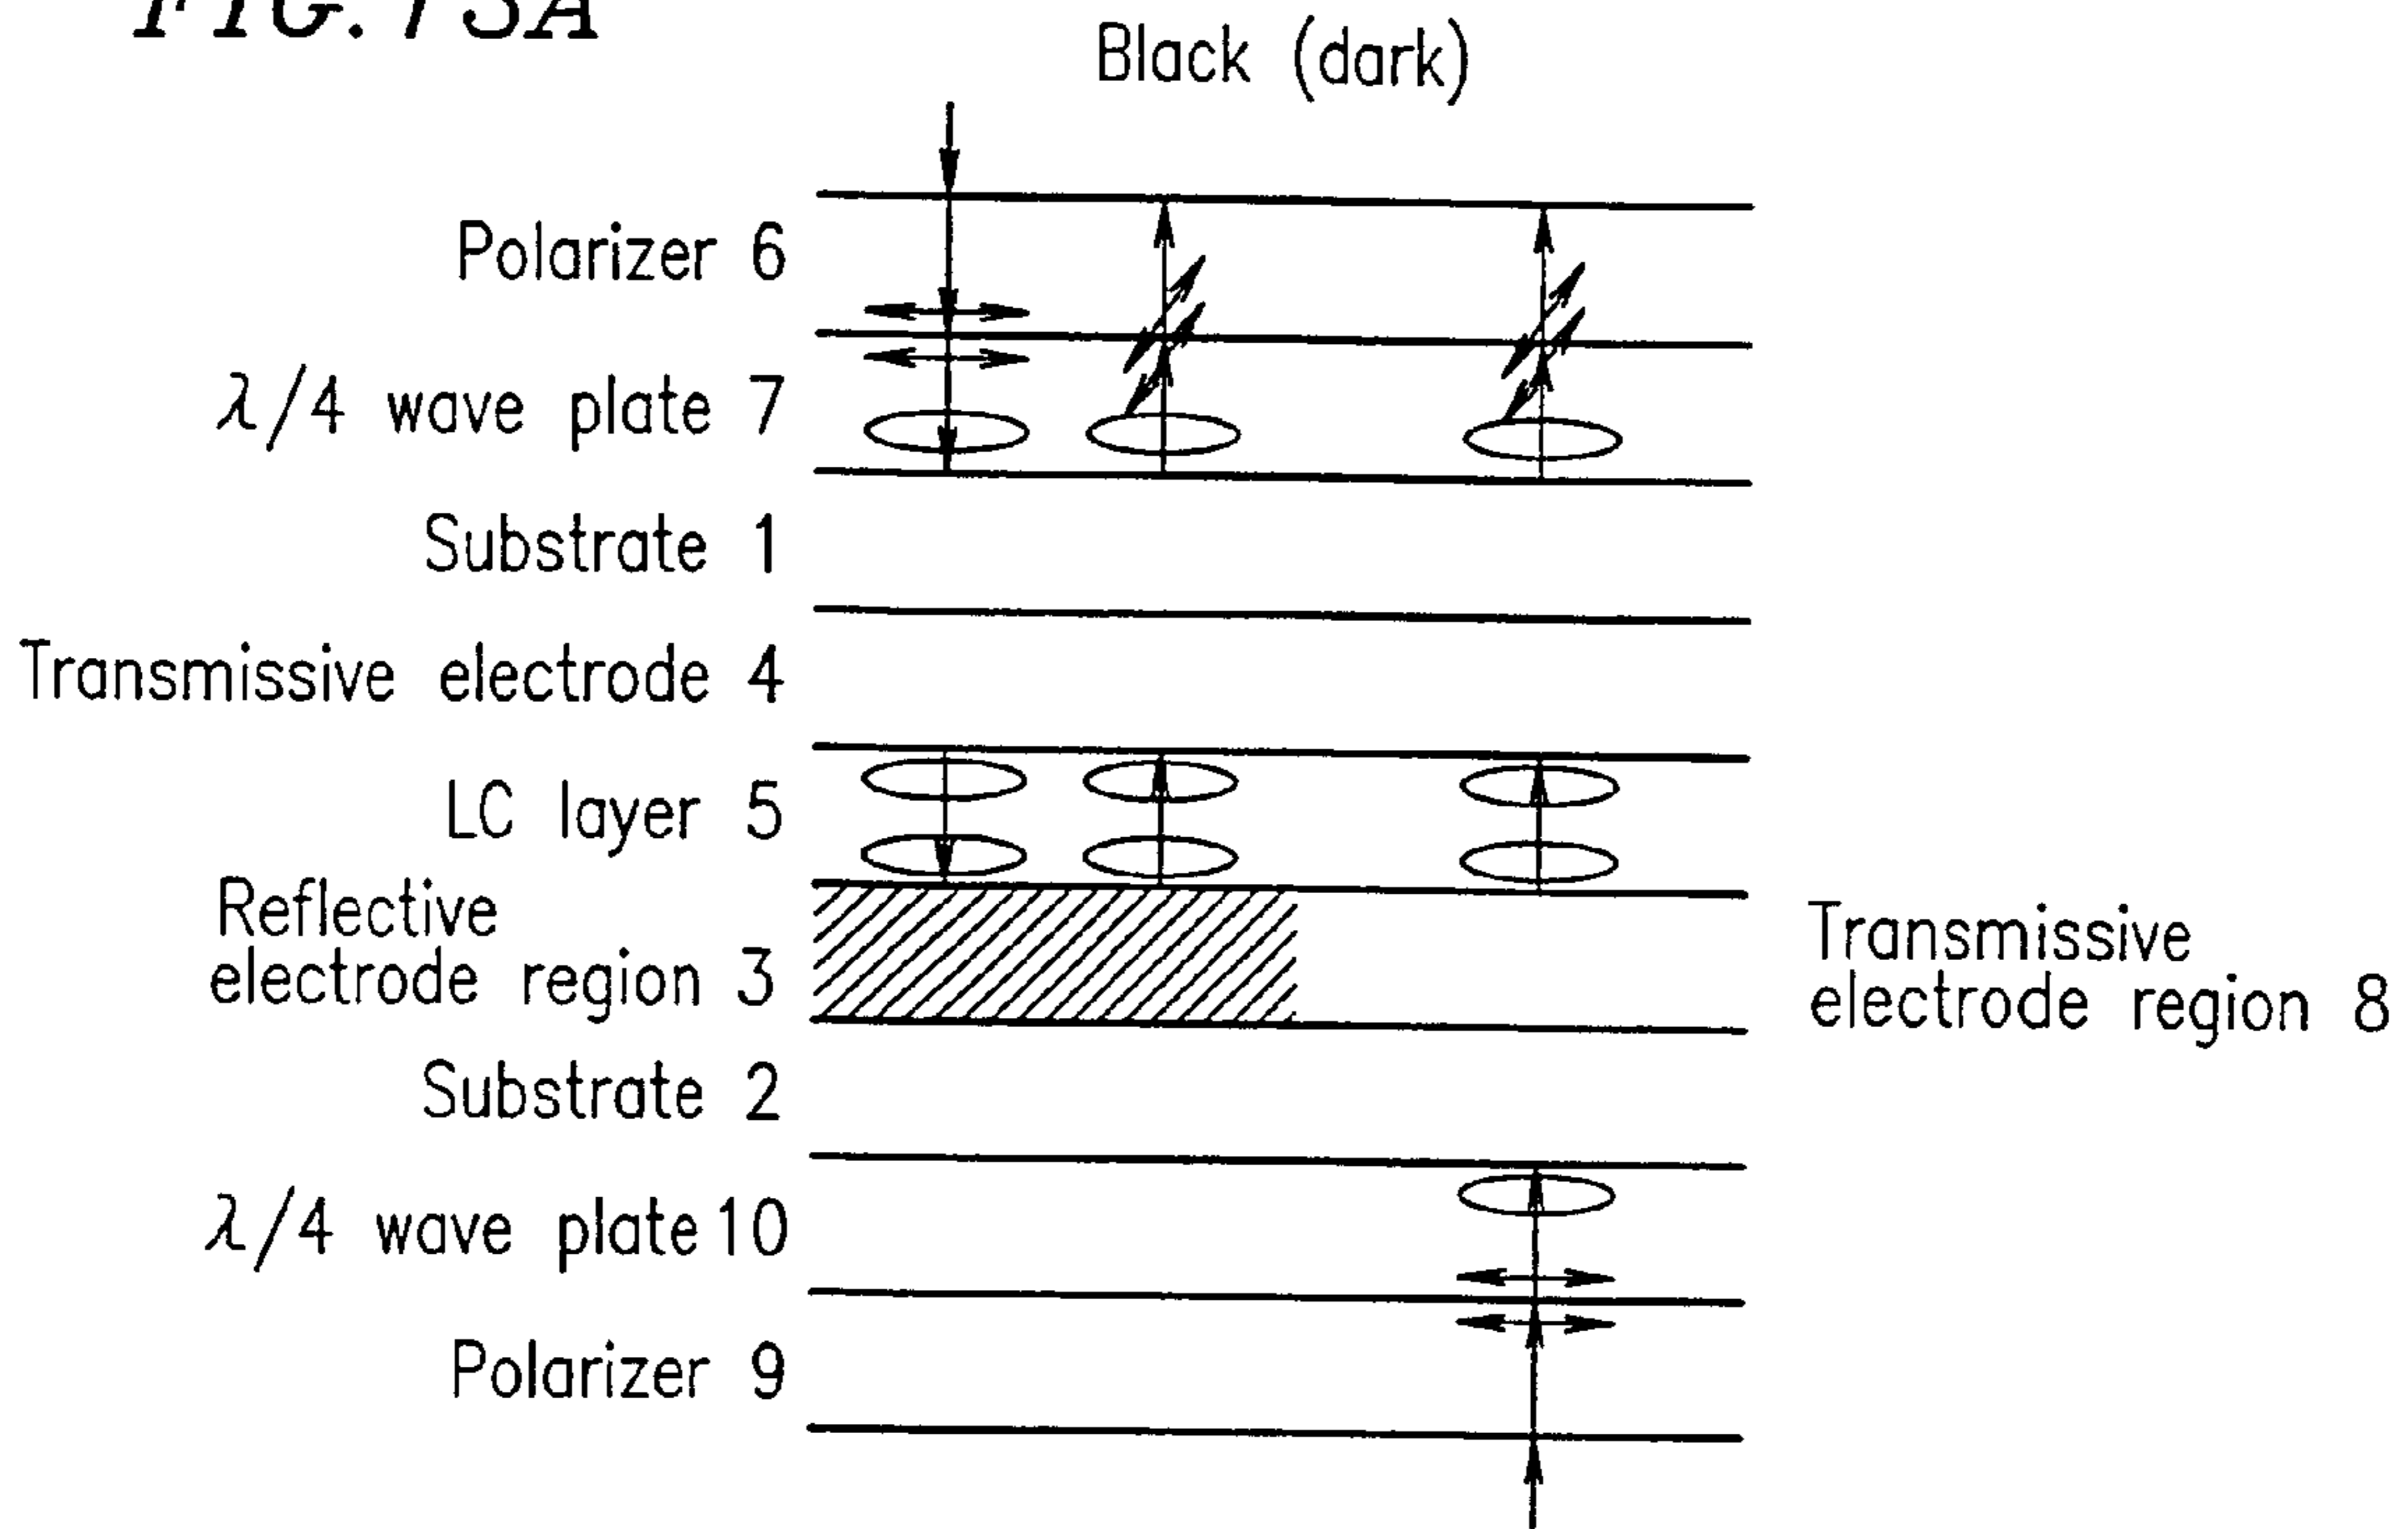 FIG.
Black (dark)
Polarizer 6
λ/4 wave plate 7
Substrate 1
Transmissive electrode 4
LC layer 5
Reflective
electrode region 3
Transmissive
electrode region 8
Substrate 2
λ/4 wave plate 10
Polarizer 9